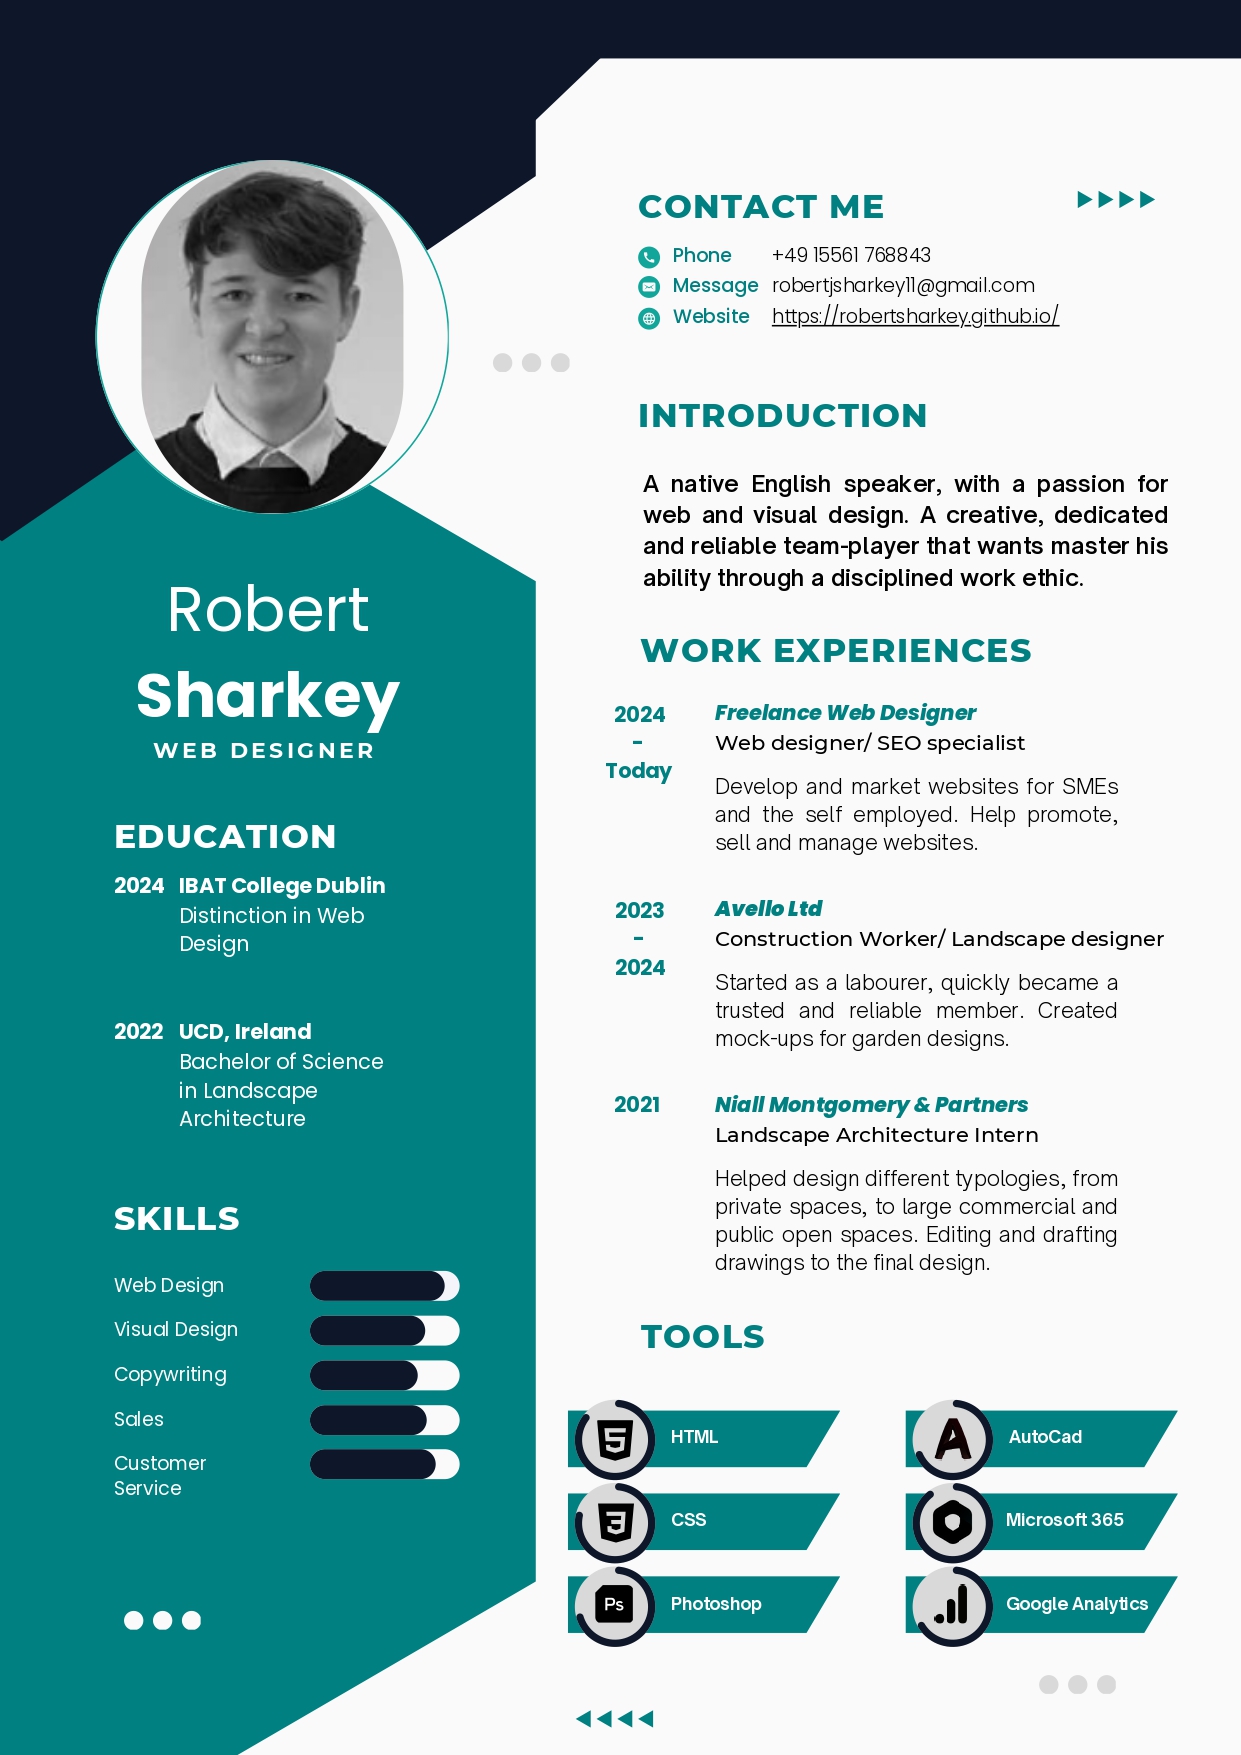 Robert
Sharkey
WEB DESIGNER
EDUCATION
2024 IBAT College Dublin
Distinction in Web
Design
2022 UCD, Ireland
Bachelor of Science
in Landscape
Architecture
SKILLS
Web Design
Visual Design
Copywriting
Sales
Customer
Service
CONTACT ME
Phone +49 15561 768843
Message robertjsharkey11@gmail.com
Website https://robertsharkey.github.io/
INTRODUCTION
A native English speaker, with a passion for
web and visual design. A creative, dedicated
and reliable team-player that wants master his
ability through a disciplined work ethic.
WORK EXPERIENCES
2024
-
Today
Freelance Web Designer
Web designer/ SEO specialist
Develop and market websites for SMEs
and the self employed. Help promote,
sell and manage websites.
2023
-
2024
Avello Ltd
Construction Worker/ Landscape designer
Started as a labourer, quickly became a
trusted and reliable member. Created
mock-ups for garden designs.
2021 Niall Montgomery & Partners
Landscape Architecture Intern
Helped design different typologies, from
private spaces, to large commercial and
public open spaces. Editing and drafting
drawings to the final design.
TOOLS
5 HTML
3 CSS
Ps Photoshop
A AutoCad
Microsoft 365
Google Analytics